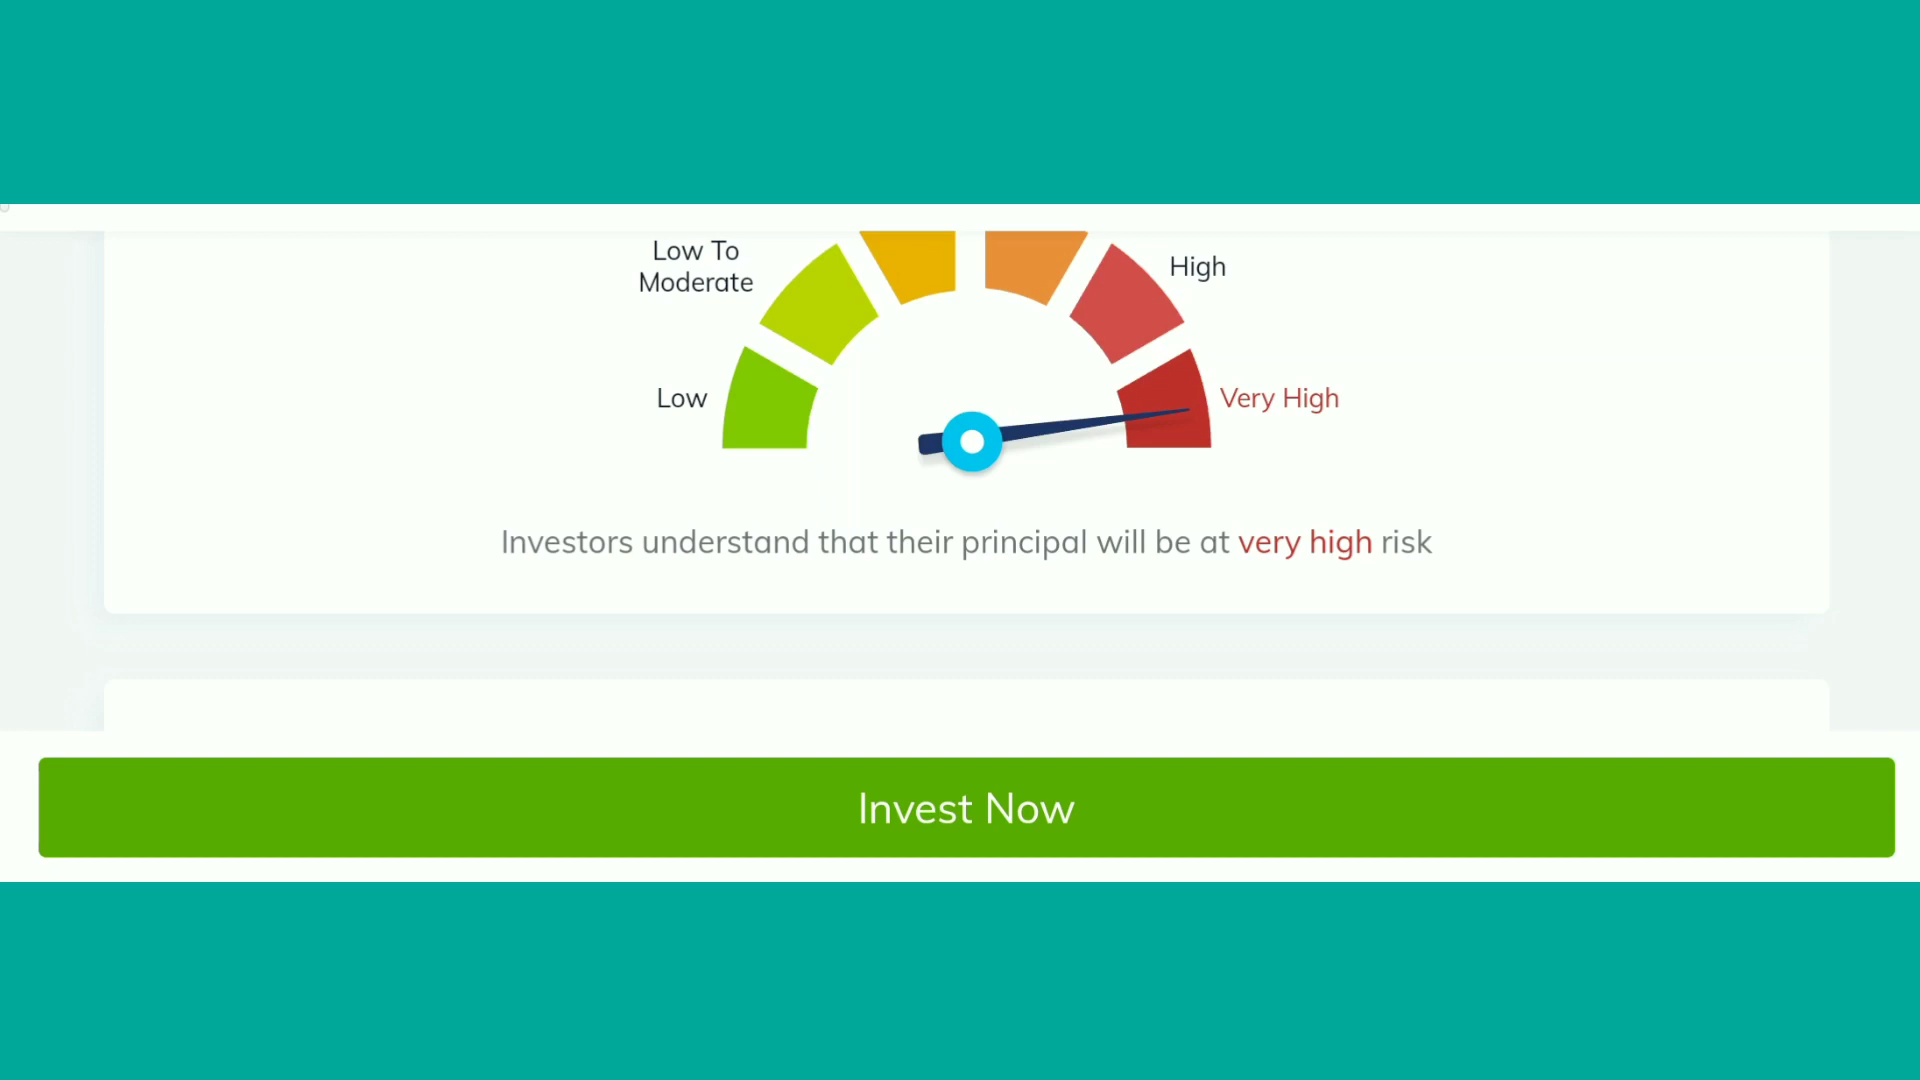 Low To
Moderate
High
Low
Very High
Investors understand that their principal will be at very high risk
Invest Now